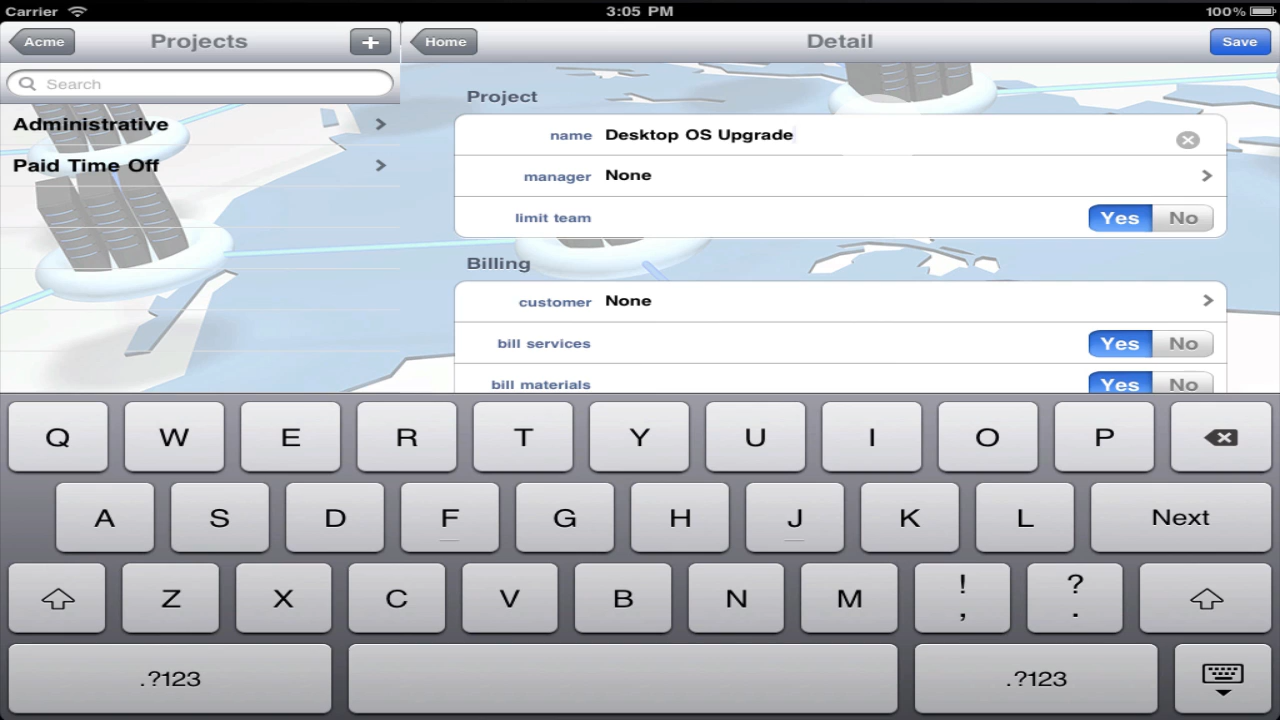 Carrier 3:05 PM 100%
Acme Projects + Home Detail Save
Search
Administrative
Paid Time Off
Project
name Desktop OS Upgrade
manager None
limit team Yes No
Billing
customer None
bill services Yes No
bill materials Yes No
Q W E R T Y U I O P
A S D F G H J K L Next
Z X C V B N M ! , ? .
.?123 .?123